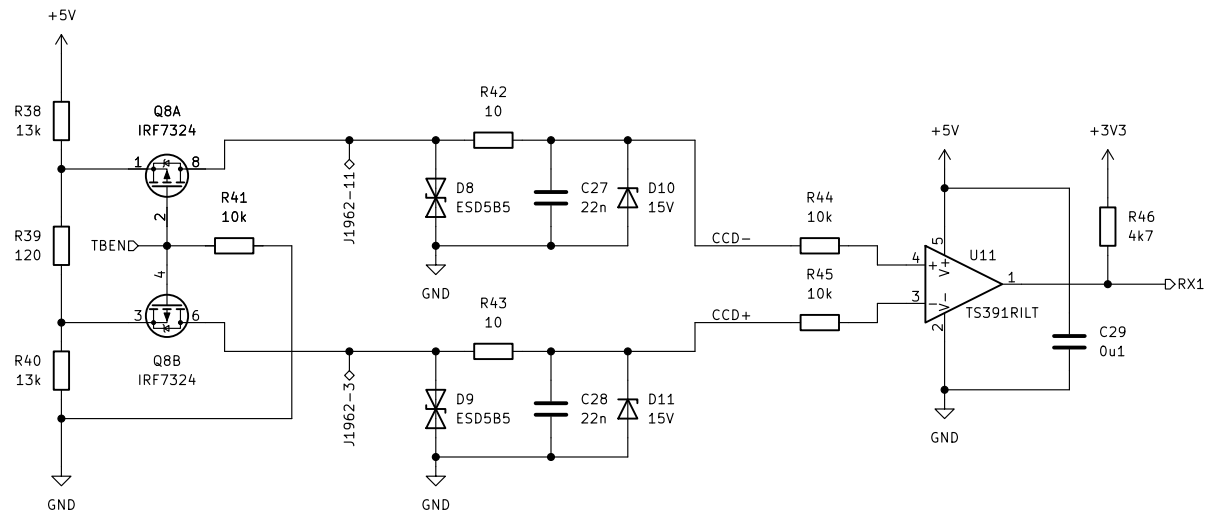 +5V
R38
13k
Q8A
IRF7324
1
8
2
R41
10k
R39
120
TBEN
4
3
6
Q8B
IRF7324
R40
13k
GND
J1962-11
J1962-3
R42
10
D8
ESD5B5
C27
22n
D10
15V
GND
CCD-
R43
10
D9
ESD5B5
C28
22n
D11
15V
GND
CCD+
R44
10k
R45
10k
+5V
4
3
5
2
+
-
V+
V-
U11
1
TS391RILT
GND
C29
0u1
+3V3
R46
4k7
RX1